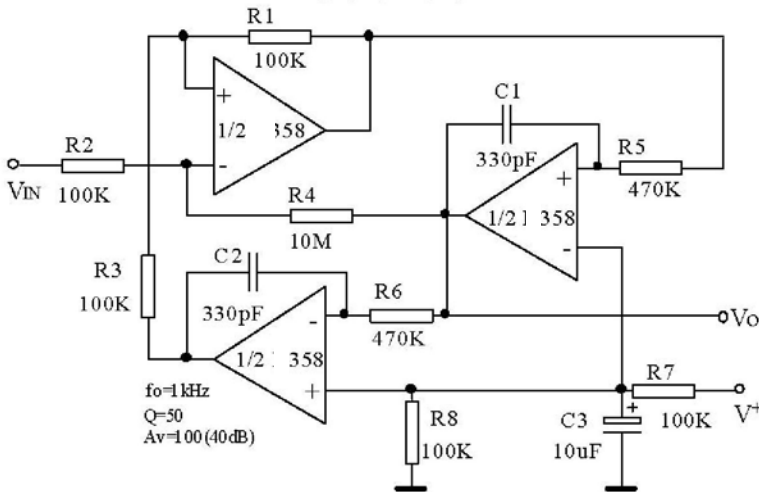 R1
100K
C1
+
1/2 358
-
R2
VIN
100K
330pF
R5
+
470K
R4
10M
1/2 358
-
C2
R3
100K
330pF
-
R6
470K
Vo
1/2 358
+
R7
fo=1kHz
Q=50
Av=100(40dB)
R8
100K
C3
+
10uF
100K
V+